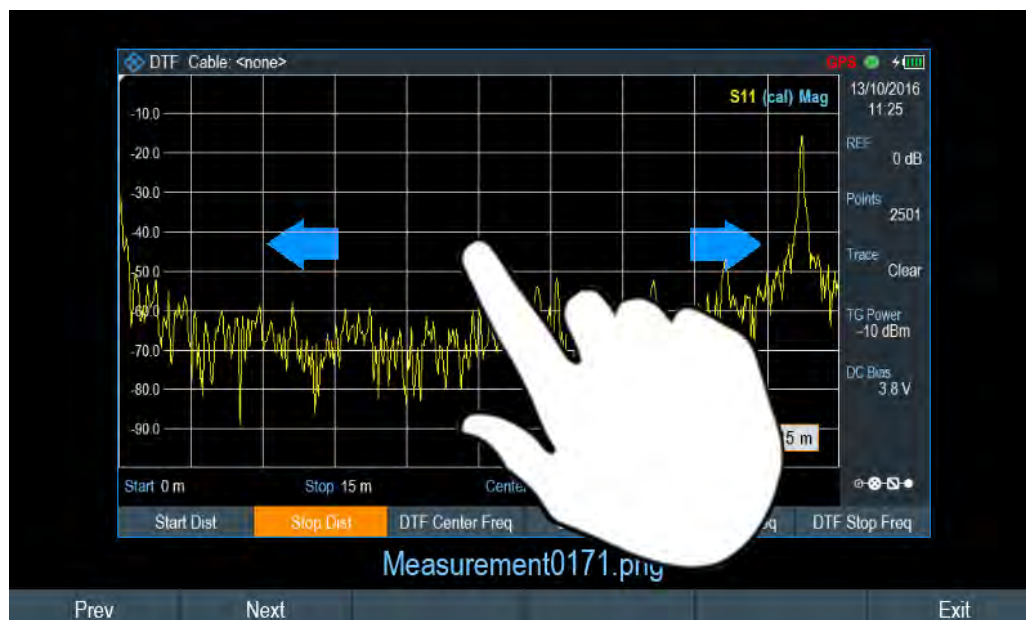 DTF Cable: <none>
GPS
S11 (cal) Mag
13/10/2016
11:25
REF
0 dB
Points
2501
Trace
Clear
TG Power
-10 dBm
DC Bias
3.8 V
-10.0
-20.0
-30.0
-40.0
-50.0
-60.0
-70.0
-80.0
-90.0
5 m
Start 0 m
Stop 15 m
Start Dist
Stop Dist
DTF Center Freq
DTF Stop Freq
Measurement0171.png
Prev
Next
Exit